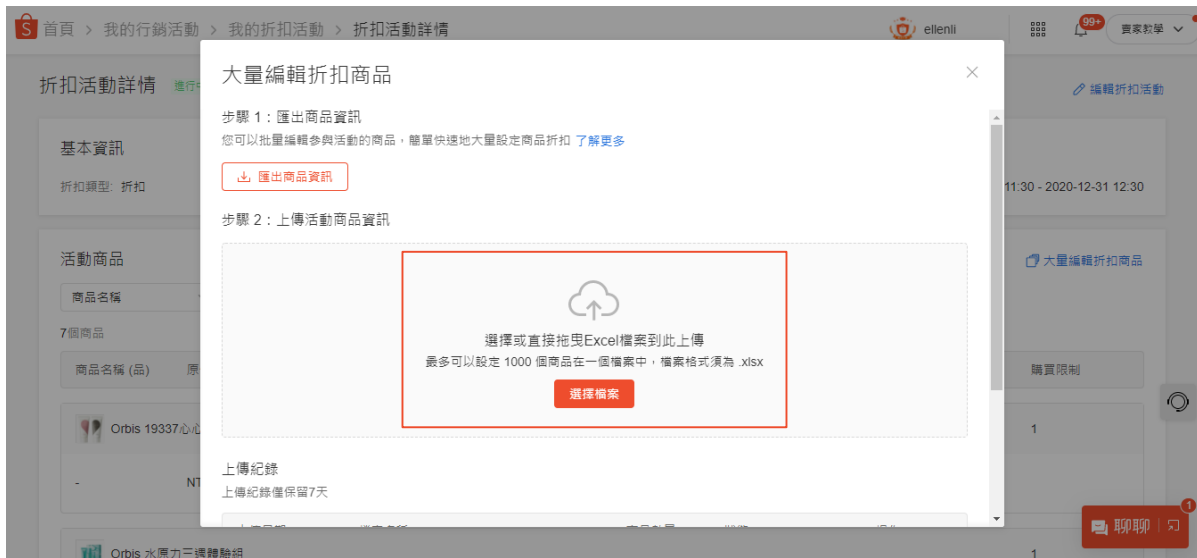 首頁 > 我的行銷活動 > 我的折扣活動 > 折扣活動詳情
ellenli
99+
賣家教學
折扣活動詳情
編輯折扣活動
基本資訊
折扣類型: 折扣
11:30 - 2020-12-31 12:30
活動商品
大量編輯折扣商品
商品名稱
7個商品
商品名稱 (品)
原
購買限制
Orbis 19337心心
1
-
NT
Orbis 水原力三週體驗組
1
大量編輯折扣商品
步驟 1：匯出商品資訊
您可以批量編輯參與活動的商品，簡單快速地大量設定商品折扣 了解更多
匯出商品資訊
步驟 2：上傳活動商品資訊
選擇或直接拖曳Excel檔案到此上傳
最多可以設定 1000 個商品在一個檔案中，檔案格式須為 .xlsx
選擇檔案
上傳紀錄
上傳紀錄僅保留7天
聊聊
1